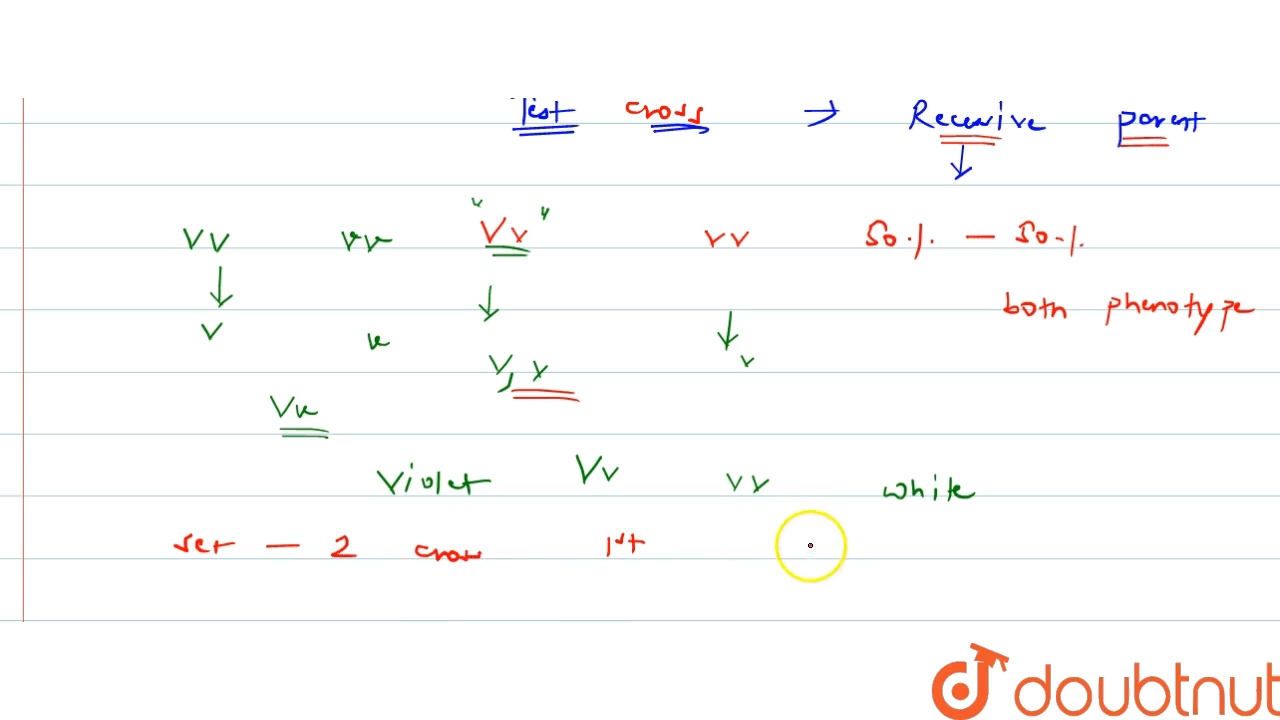 Test cross → Recessive parent
VV vv "Vv" vv 50% — 50%
both phenotype
V v
V, v v
Vv
Violet Vv vv white
set — 2 cross 1st
doubtnut